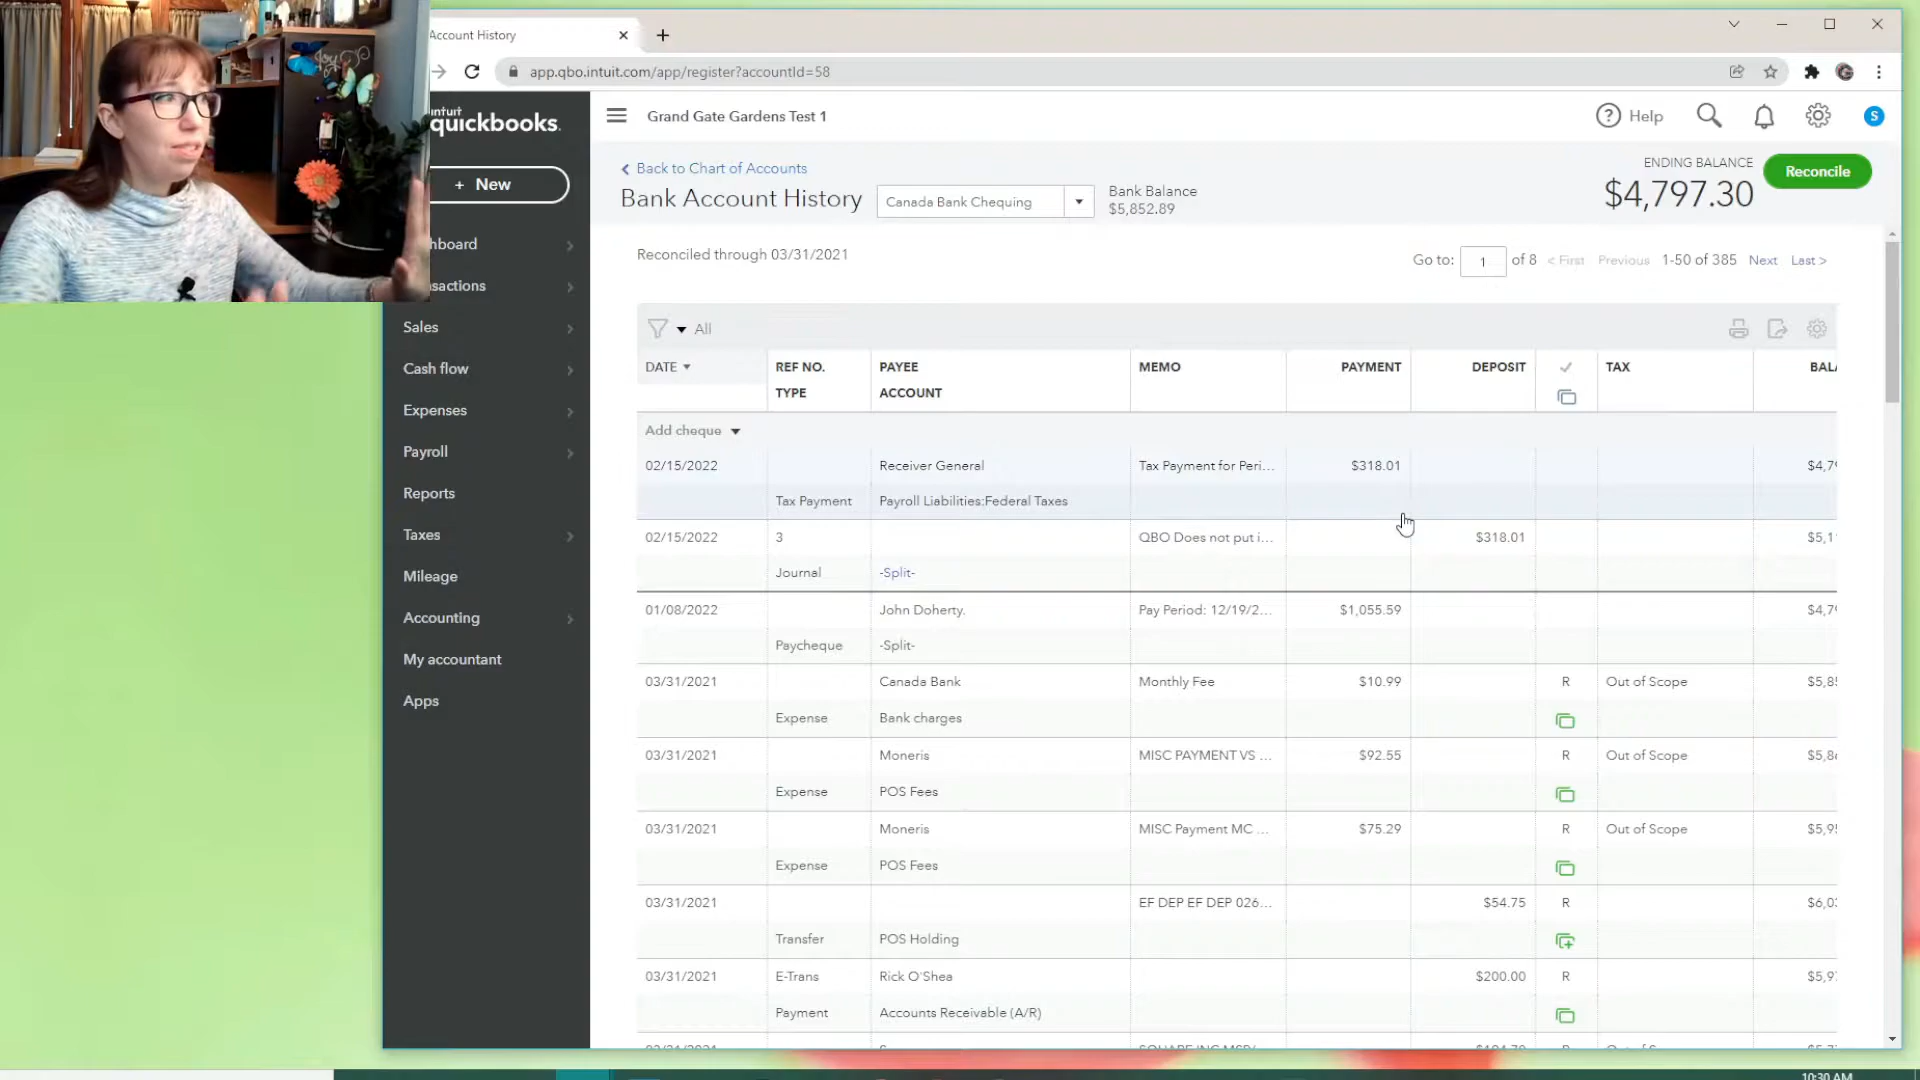 Account History
app.qbo.intuit.com/app/register?accountId=58
intuit
quickbooks.
Grand Gate Gardens Test 1
Help
S
+ New
Back to Chart of Accounts
Bank Account History
Canada Bank Chequing
Bank Balance
$5,852.89
ENDING BALANCE
$4,797.30
Reconcile
Sales
Cash flow
Expenses
Payroll
Reports
Taxes
Mileage
Accounting
My accountant
Apps
Reconciled through 03/31/2021
Go to: 1 of 8 < First Previous 1-50 of 385 Next Last >
All
DATE REF NO. PAYEE MEMO PAYMENT DEPOSIT TAX
TYPE ACCOUNT
Add cheque
02/15/2022 Receiver General Tax Payment for Peri... $318.01
Tax Payment Payroll Liabilities:Federal Taxes
02/15/2022 3 QBO Does not put i... $318.01
Journal -Split-
01/08/2022 John Doherty. Pay Period: 12/19/2... $1,055.59
Paycheque -Split-
03/31/2021 Canada Bank Monthly Fee $10.99 R Out of Scope
Expense Bank charges
03/31/2021 Moneris MISC PAYMENT VS ... $92.55 R Out of Scope
Expense POS Fees
03/31/2021 Moneris MISC Payment MC ... $75.29 R Out of Scope
Expense POS Fees
03/31/2021 EF DEP EF DEP 026... $54.75 R
Transfer POS Holding
03/31/2021 E-Trans Rick O'Shea $200.00 R
Payment Accounts Receivable (A/R)
10:30 AM